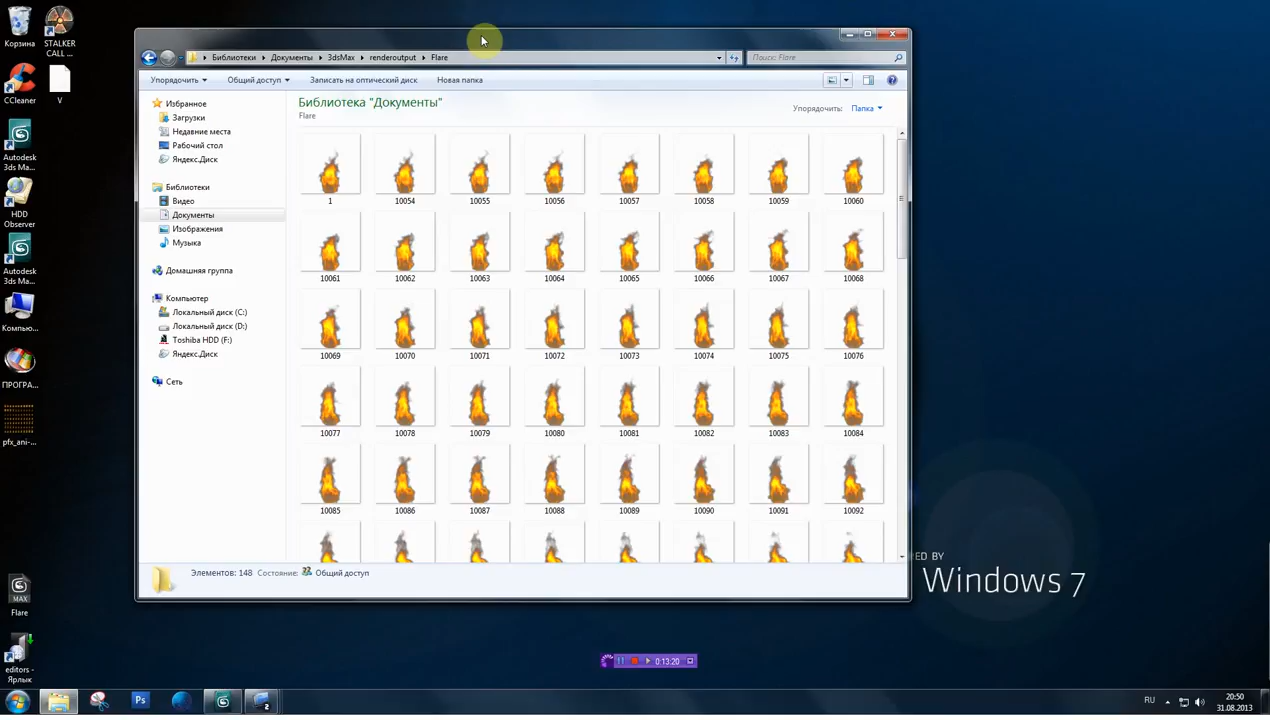 Корзина
STALKER
CALL ...
CCleaner
V
Autodesk
3ds Ma...
HDD
Observer
Autodesk
3ds Ma...
Компью...
ПРОГРА...
pfx_ani-...
MAX
Flare
editors -
Ярлык
Библиотеки
Документы
3dsMax
renderoutput
Flare
Поиск: Flare
Упорядочить
Общий доступ
Записать на оптический диск
Новая папка
Избранное
Загрузки
Недавние места
Рабочий стол
Яндекс.Диск
Библиотеки
Видео
Документы
Изображения
Музыка
Домашняя группа
Компьютер
Локальный диск (C:)
Локальный диск (D:)
Toshiba HDD (F:)
Яндекс.Диск
Сеть
Библиотека "Документы"
Flare
Упорядочить: Папка
1 10054 10055 10056 10057 10058 10059 10060
10061 10062 10063 10064 10065 10066 10067 10068
10069 10070 10071 10072 10073 10074 10075 10076
10077 10078 10079 10080 10081 10082 10083 10084
10085 10086 10087 10088 10089 10090 10091 10092
Элементов: 148 Состояние: Общий доступ
ED BY
Windows 7
0:13:20
Ps
2
RU
20:50
31.08.2013